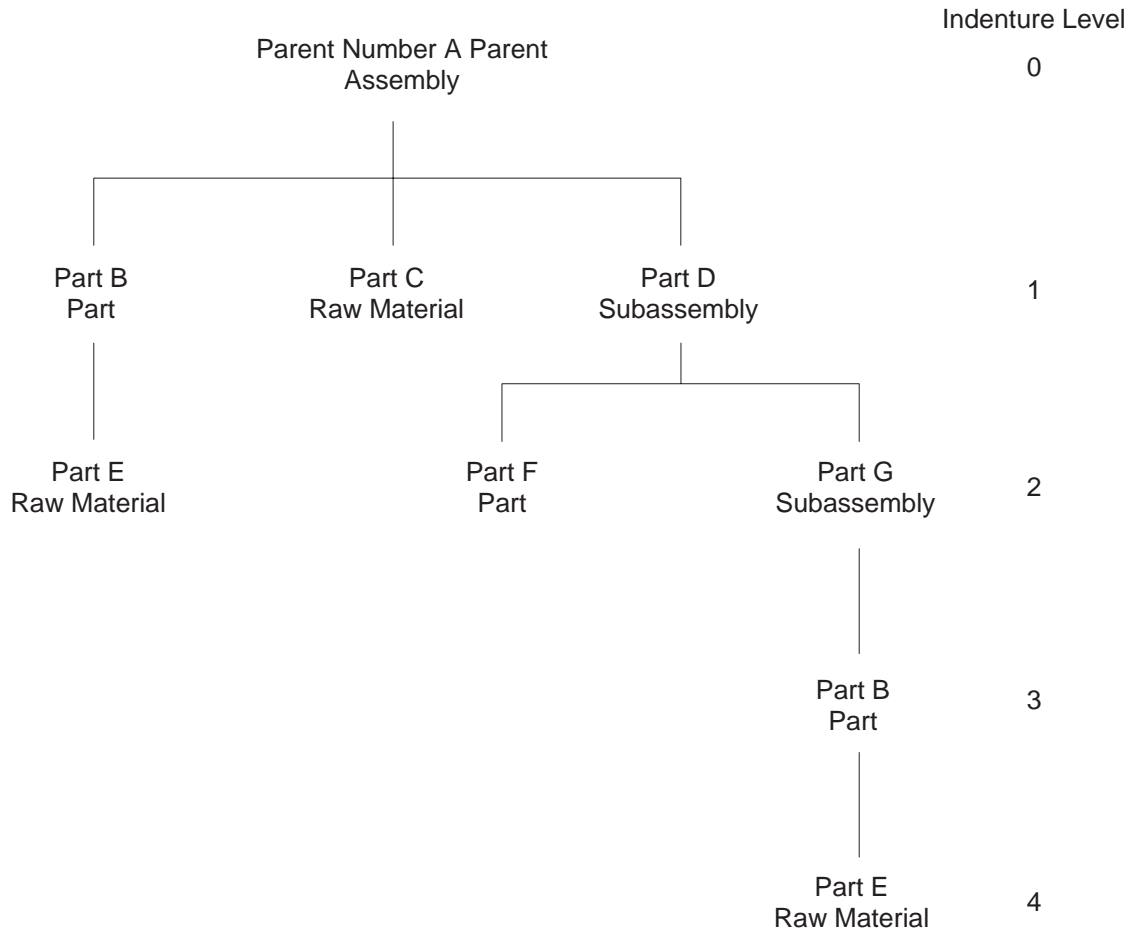 Indenture Level
Parent Number A Parent
Assembly
0
Part B
Part
Part C
Raw Material
Part D
Subassembly
1
Part E
Raw Material
Part F
Part
Part G
Subassembly
2
Part B
Part
3
Part E
Raw Material
4